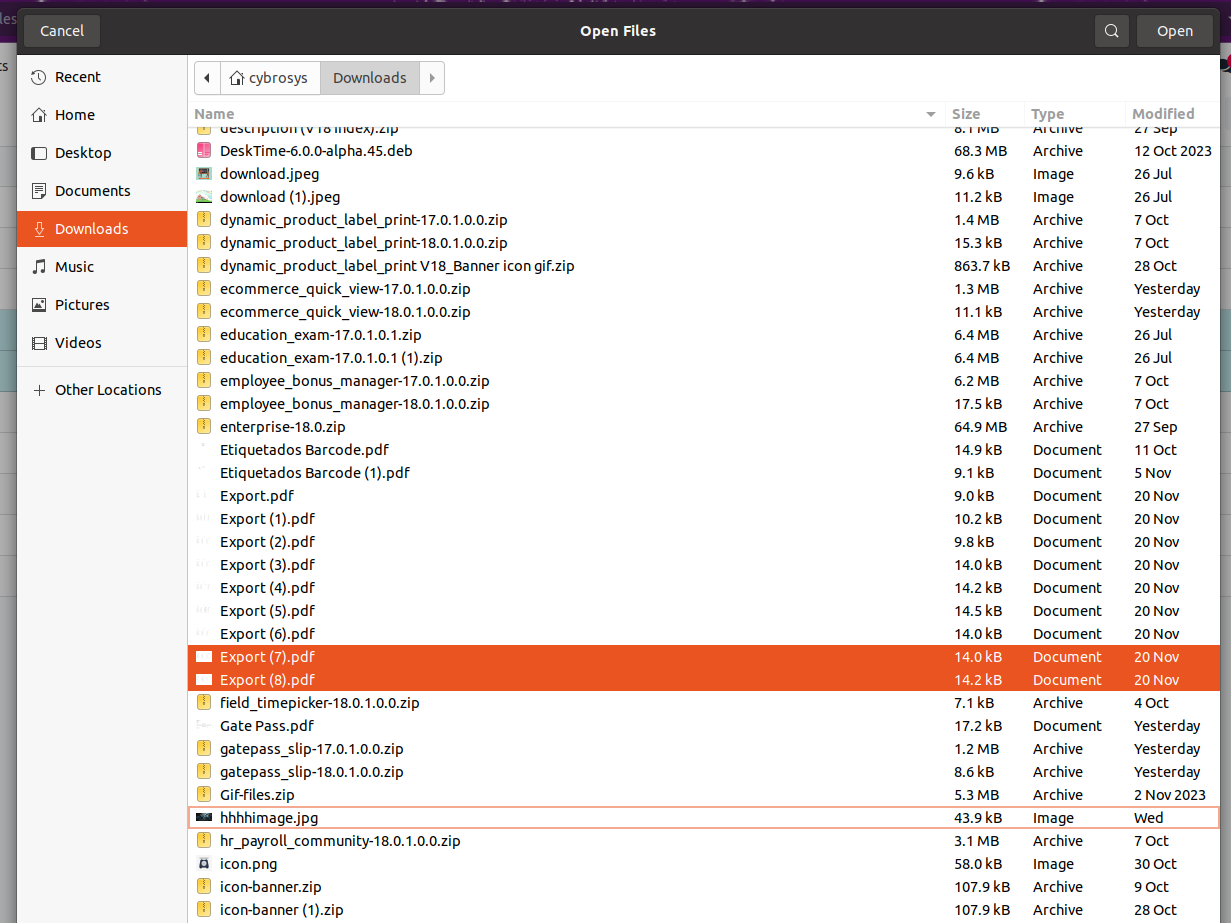 les
Cancel
Open Files
Open
ts
Recent
Home
Desktop
Documents
Downloads
Music
Pictures
Videos
Other Locations
cybrosys Downloads
Name Size Type Modified
description (V18 index).zip 8.1 MB Archive 27 Sep
DeskTime-6.0.0-alpha.45.deb 68.3 MB Archive 12 Oct 2023
download.jpeg 9.6 kB Image 26 Jul
download (1).jpeg 11.2 kB Image 26 Jul
dynamic_product_label_print-17.0.1.0.0.zip 1.4 MB Archive 7 Oct
dynamic_product_label_print-18.0.1.0.0.zip 15.3 kB Archive 7 Oct
dynamic_product_label_print V18_Banner icon gif.zip 863.7 kB Archive 28 Oct
ecommerce_quick_view-17.0.1.0.0.zip 1.3 MB Archive Yesterday
ecommerce_quick_view-18.0.1.0.0.zip 11.1 kB Archive Yesterday
education_exam-17.0.1.0.1.zip 6.4 MB Archive 26 Jul
education_exam-17.0.1.0.1 (1).zip 6.4 MB Archive 26 Jul
employee_bonus_manager-17.0.1.0.0.zip 6.2 MB Archive 7 Oct
employee_bonus_manager-18.0.1.0.0.zip 17.5 kB Archive 7 Oct
enterprise-18.0.zip 64.9 MB Archive 27 Sep
Etiquetados Barcode.pdf 14.9 kB Document 11 Oct
Etiquetados Barcode (1).pdf 9.1 kB Document 5 Nov
Export.pdf 9.0 kB Document 20 Nov
Export (1).pdf 10.2 kB Document 20 Nov
Export (2).pdf 9.8 kB Document 20 Nov
Export (3).pdf 14.0 kB Document 20 Nov
Export (4).pdf 14.2 kB Document 20 Nov
Export (5).pdf 14.5 kB Document 20 Nov
Export (6).pdf 14.0 kB Document 20 Nov
Export (7).pdf 14.0 kB Document 20 Nov
Export (8).pdf 14.2 kB Document 20 Nov
field_timepicker-18.0.1.0.0.zip 7.1 kB Archive 4 Oct
Gate Pass.pdf 17.2 kB Document Yesterday
gatepass_slip-17.0.1.0.0.zip 1.2 MB Archive Yesterday
gatepass_slip-18.0.1.0.0.zip 8.6 kB Archive Yesterday
Gif-files.zip 5.3 MB Archive 2 Nov 2023
hhhhimage.jpg 43.9 kB Image Wed
hr_payroll_community-18.0.1.0.0.zip 3.1 MB Archive 7 Oct
icon.png 58.0 kB Image 30 Oct
icon-banner.zip 107.9 kB Archive 9 Oct
icon-banner (1).zip 107.9 kB Archive 28 Oct